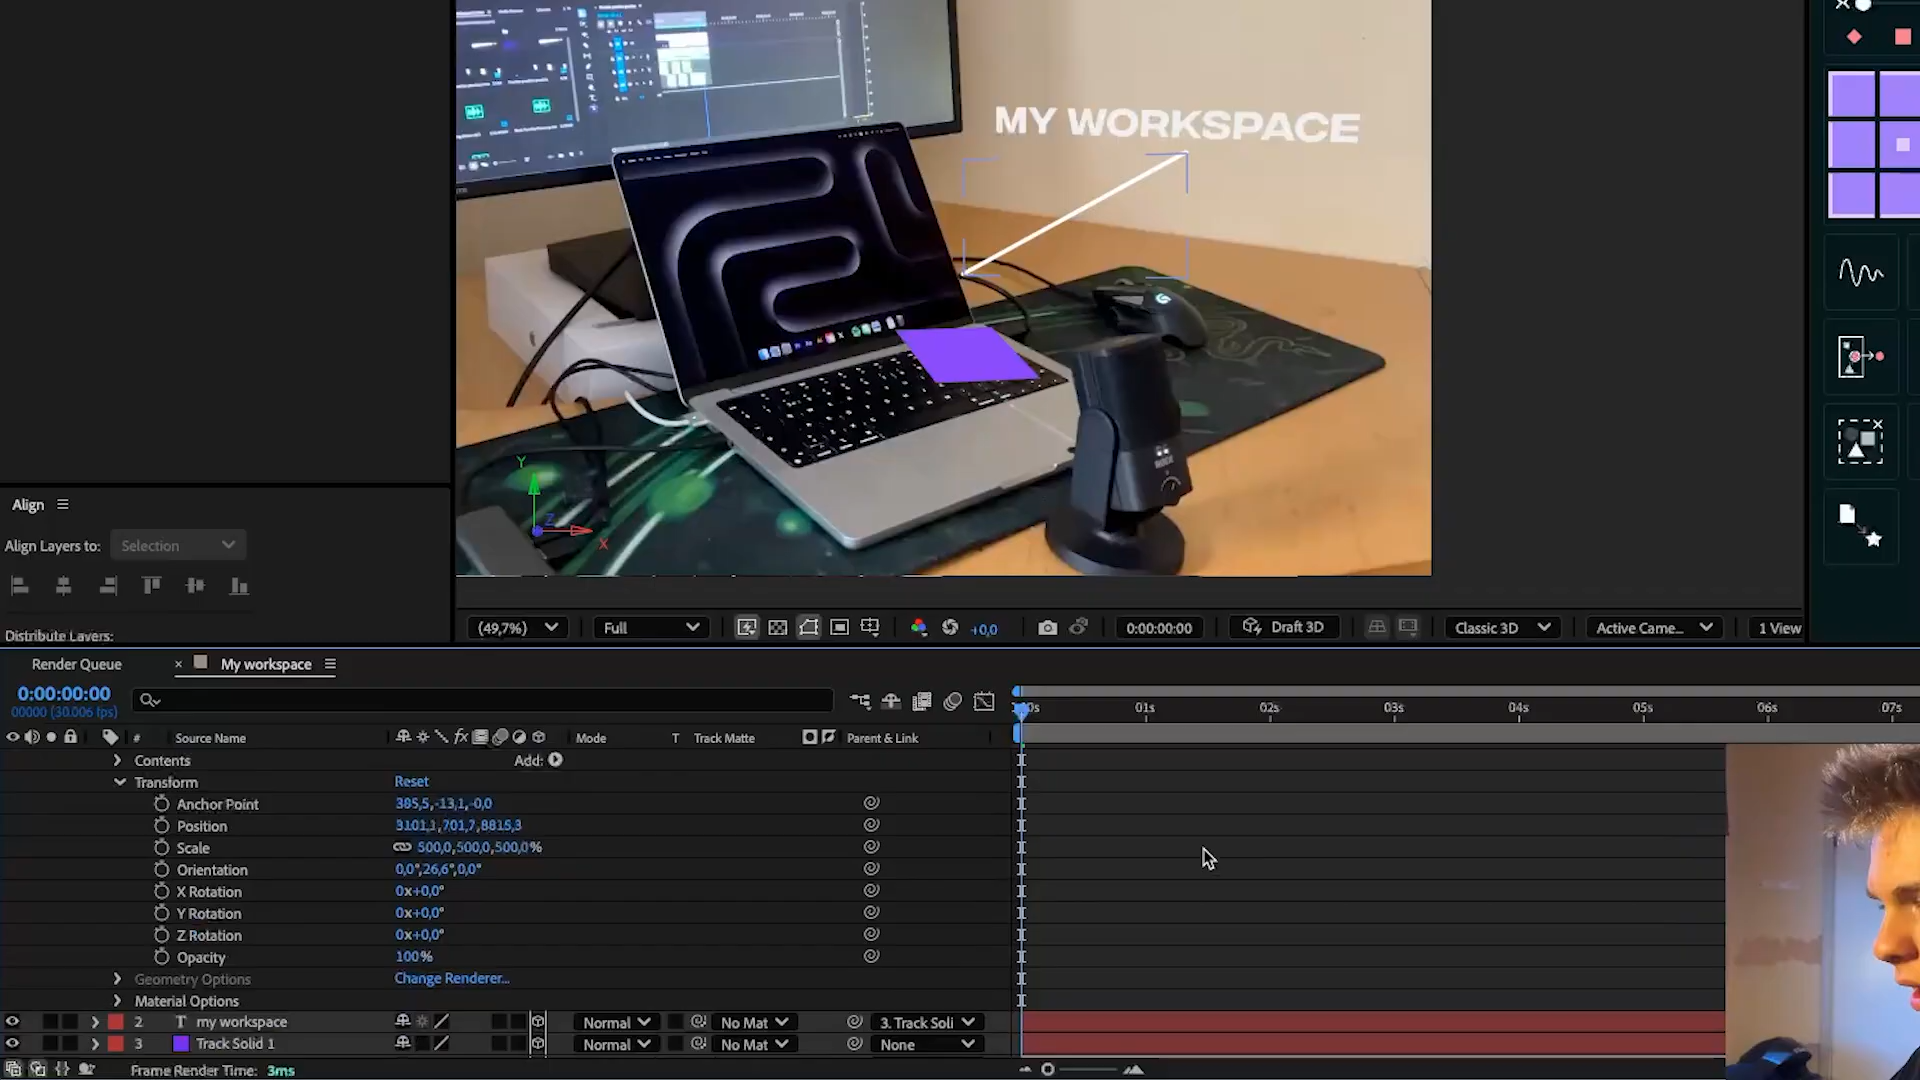 MY WORKSPACE
Y
Z
X
Align
Align Layers to: Selection
Distribute Layers:
(49,7%) Full +0,0 0:00:00:00 Draft 3D Classic 3D Active Came... 1 View
Render Queue × My workspace
0:00:00:00
00000 (30.006 fps)
01s 02s 03s 04s 05s 06s 07s
# Source Name fx Mode T Track Matte Parent & Link
Contents Add:
Transform Reset
Anchor Point 385,5,-13,1,-0,0
Position 3101,1,701,7,8815,3
Scale 500,0,500,0,500,0%
Orientation 0,0°,26,6°,0,0°
X Rotation 0x+0,0°
Y Rotation 0x+0,0°
Z Rotation 0x+0,0°
Opacity 100%
Geometry Options Change Renderer...
Material Options
2 T my workspace Normal No Mat 3. Track Soli
3 Track Solid 1 Normal No Mat None
Frame Render Time: 3ms